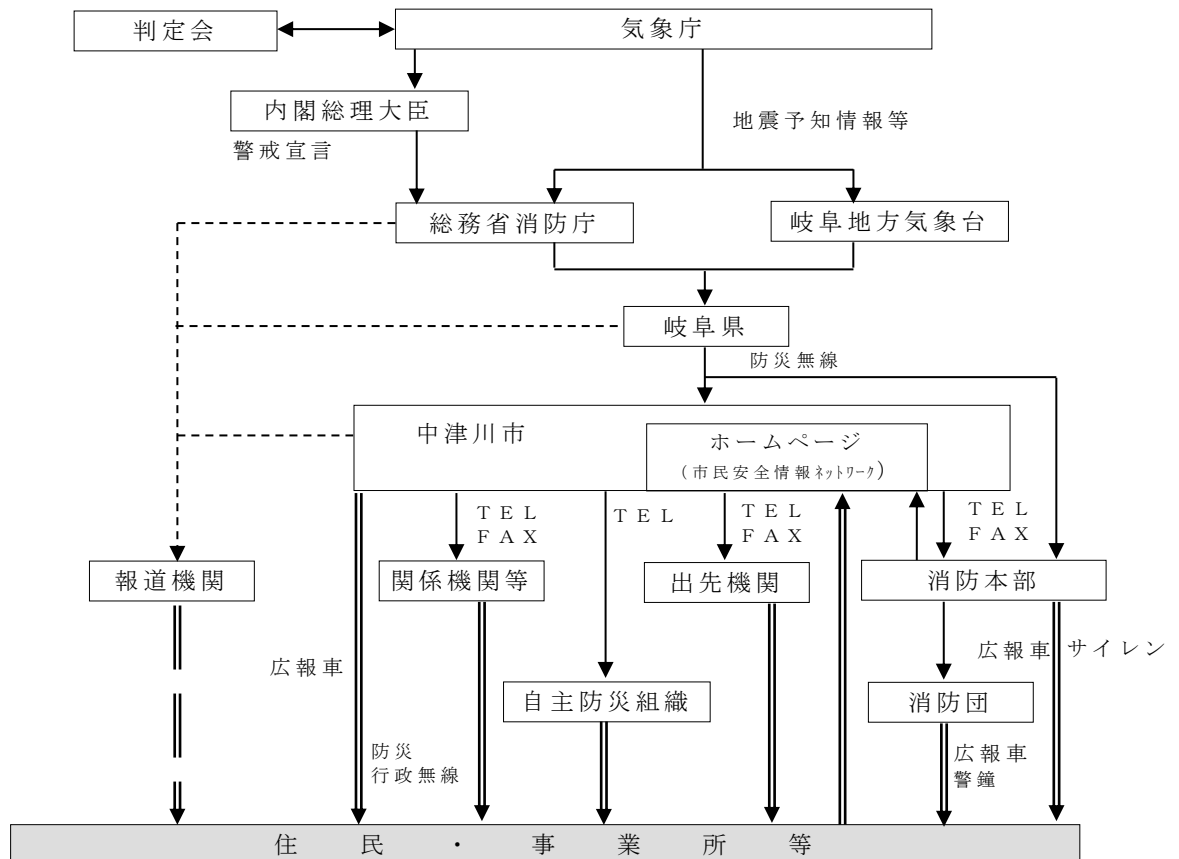 判定会
気象庁
内閣総理大臣
地震予知情報等
警戒宣言
総務省消防庁
岐阜地方気象台
岐阜県
防災無線
中津川市
ホームページ
(市民安全情報ネットワーク)
TEL
FAX
TEL
TEL
FAX
TEL
FAX
報道機関
関係機関等
出先機関
消防本部
広報車
広報車
サイレン
自主防災組織
消防団
防災
行政無線
広報車
警鐘
住民・事業所等